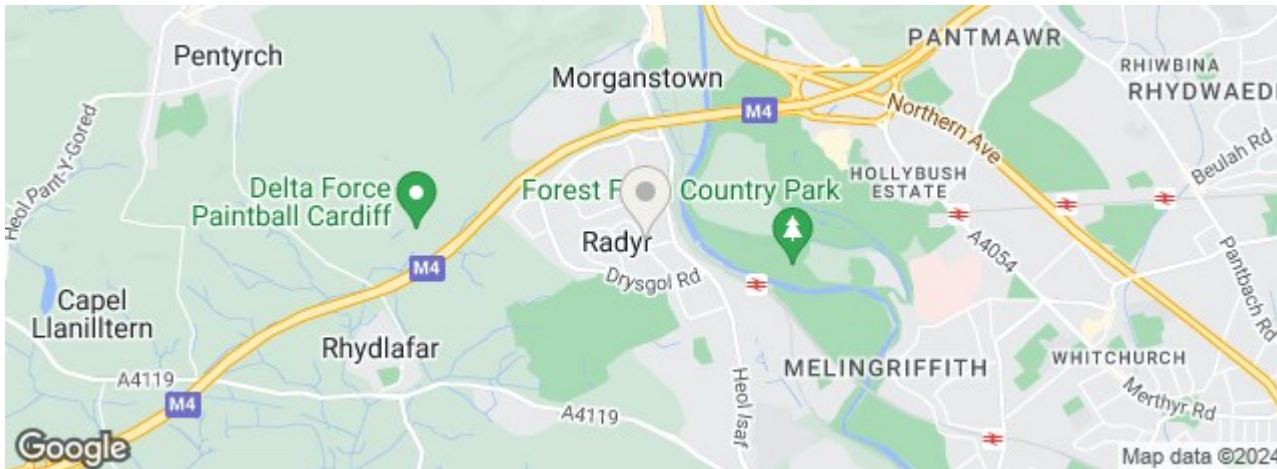 Pentyrch
Heol Pant-Y-Gored
Delta Force
Paintball Cardiff
M4
Capel
Llanilltern
Rhydlafar
A4119
M4
A4119
Google
Morganstown
M4
Forest F
Country Park
Radyr
Drysgol Rd
Heol Isaf
MELINGRIFFITH
PANTMAWR
Northern Ave
HOLLYBUSH
ESTATE
RHIWBINA
RHYDWAEDL
Beulah Rd
A4054
Pantbach Rd
WHITCHURCH
Merthyr Rd
Map data ©2024